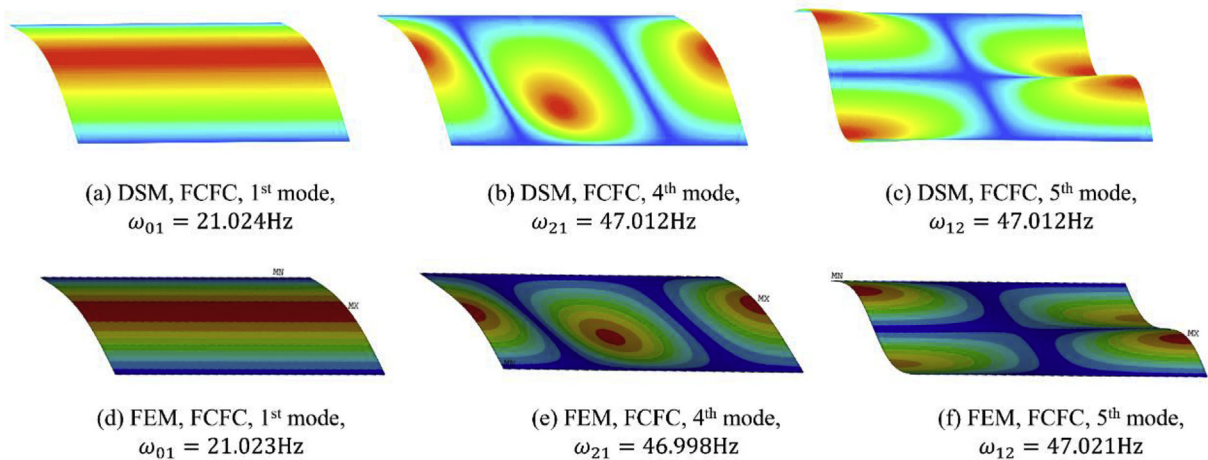 (a) DSM, FCFC, 1st mode,
ω01 = 21.024Hz
(b) DSM, FCFC, 4th mode,
ω21 = 47.012Hz
(c) DSM, FCFC, 5th mode,
ω12 = 47.012Hz
MN
MX
MX
MN
MN
MX
(d) FEM, FCFC, 1st mode,
ω01 = 21.023Hz
(e) FEM, FCFC, 4th mode,
ω21 = 46.998Hz
(f) FEM, FCFC, 5th mode,
ω12 = 47.021Hz